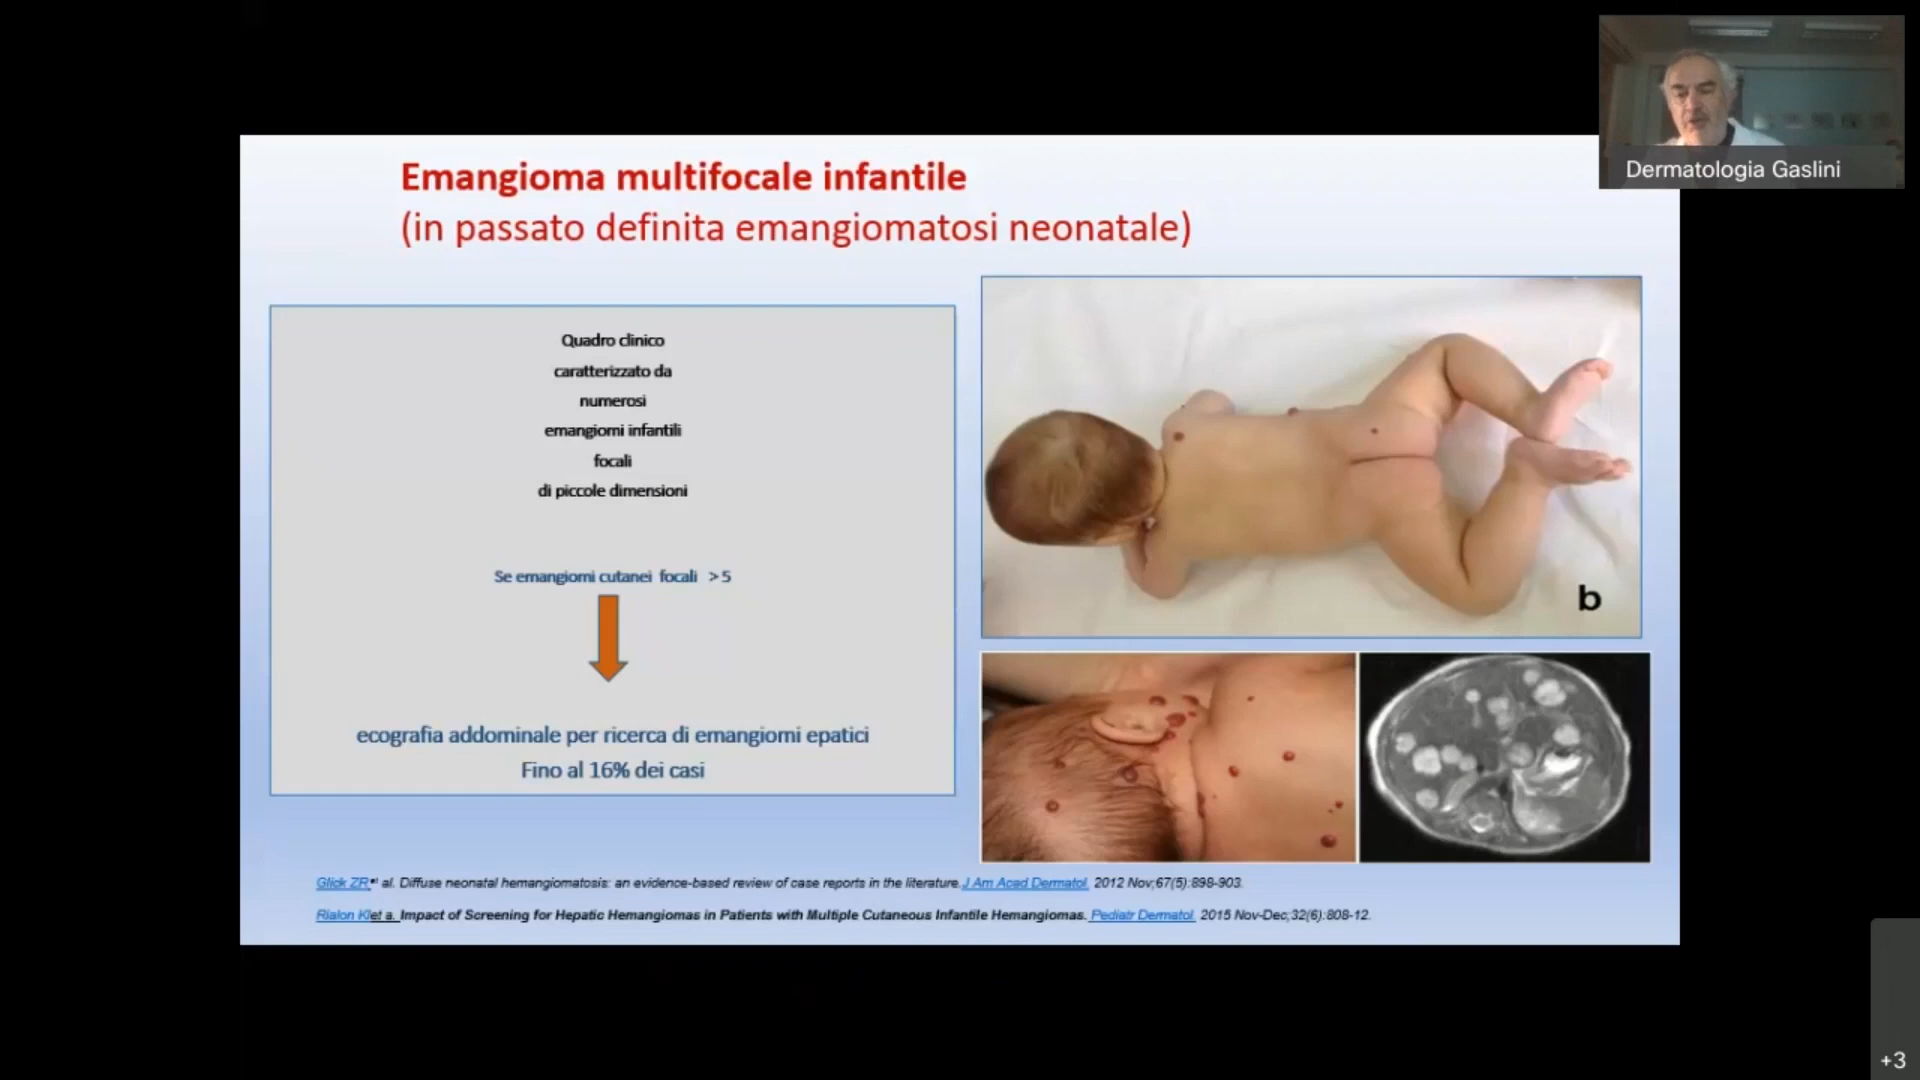 Emangioma multifocale infantile
(in passato definita emangiomatosi neonatale)
Dermatologia Gaslini
Quadro clinico
caratterizzato da
numerosi
emangiomi infantili
focali
di piccole dimensioni
Se emangiomi cutanei focali > 5
ecografia addominale per ricerca di emangiomi epatici
Fino al 16% dei casi
b
Glick ZR et al. Diffuse neonatal hemangiomatosis: an evidence-based review of case reports in the literature. J Am Acad Dermatol. 2012 Nov;67(5):898-903.
Rialon Kl et a. Impact of Screening for Hepatic Hemangiomas in Patients with Multiple Cutaneous Infantile Hemangiomas. Pediatr Dermatol. 2015 Nov-Dec;32(6):808-12.
+3